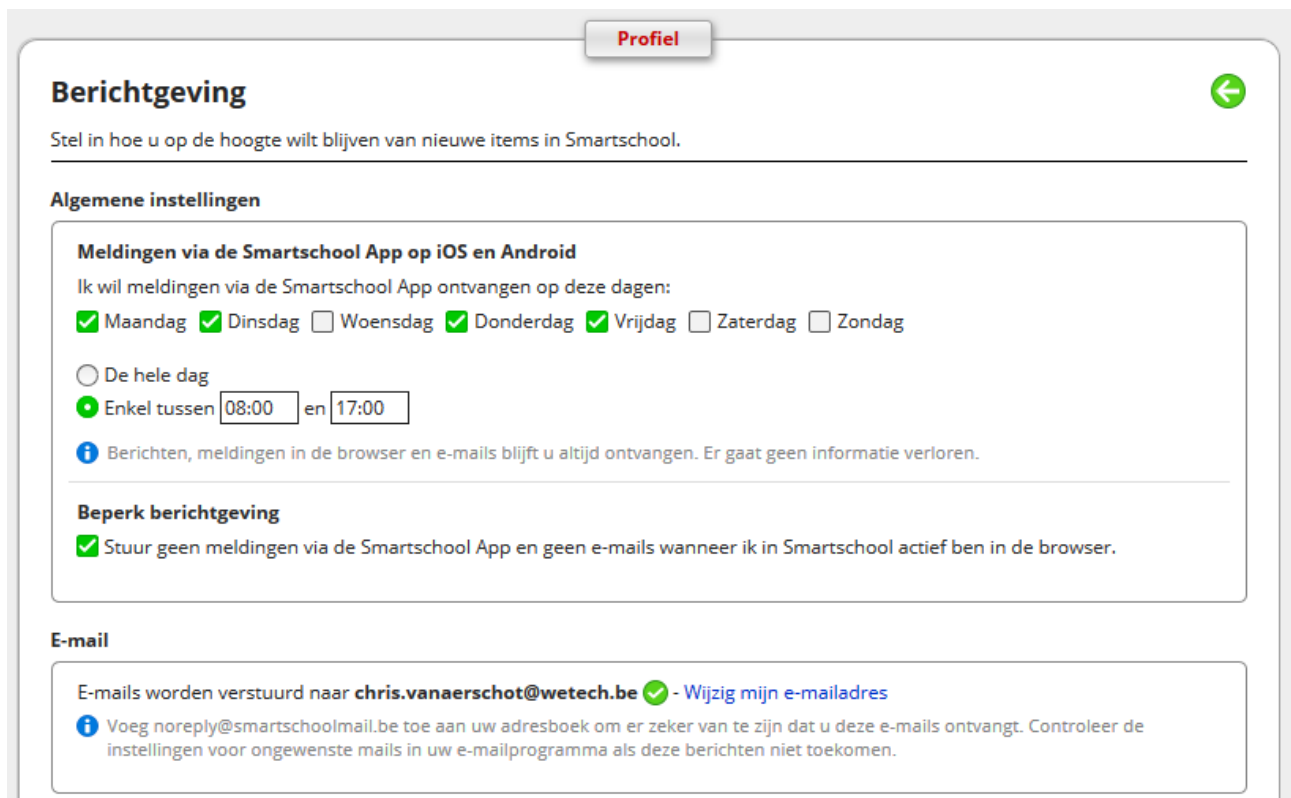 Profiel
Berichtgeving
Stel in hoe u op de hoogte wilt blijven van nieuwe items in Smartschool.
Algemene instellingen
Meldingen via de Smartschool App op iOS en Android
Ik wil meldingen via de Smartschool App ontvangen op deze dagen:
Maandag Dinsdag Woensdag Donderdag Vrijdag Zaterdag Zondag
De hele dag
Enkel tussen 08:00 en 17:00
Berichten, meldingen in de browser en e-mails blijft u altijd ontvangen. Er gaat geen informatie verloren.
Beperk berichtgeving
Stuur geen meldingen via de Smartschool App en geen e-mails wanneer ik in Smartschool actief ben in de browser.
E-mail
E-mails worden verstuurd naar chris.vanaerschot@wetech.be - Wijzig mijn e-mailadres
Voeg noreply@smartschoolmail.be toe aan uw adresboek om er zeker van te zijn dat u deze e-mails ontvangt. Controleer de
instellingen voor ongewenste mails in uw e-mailprogramma als deze berichten niet toekomen.